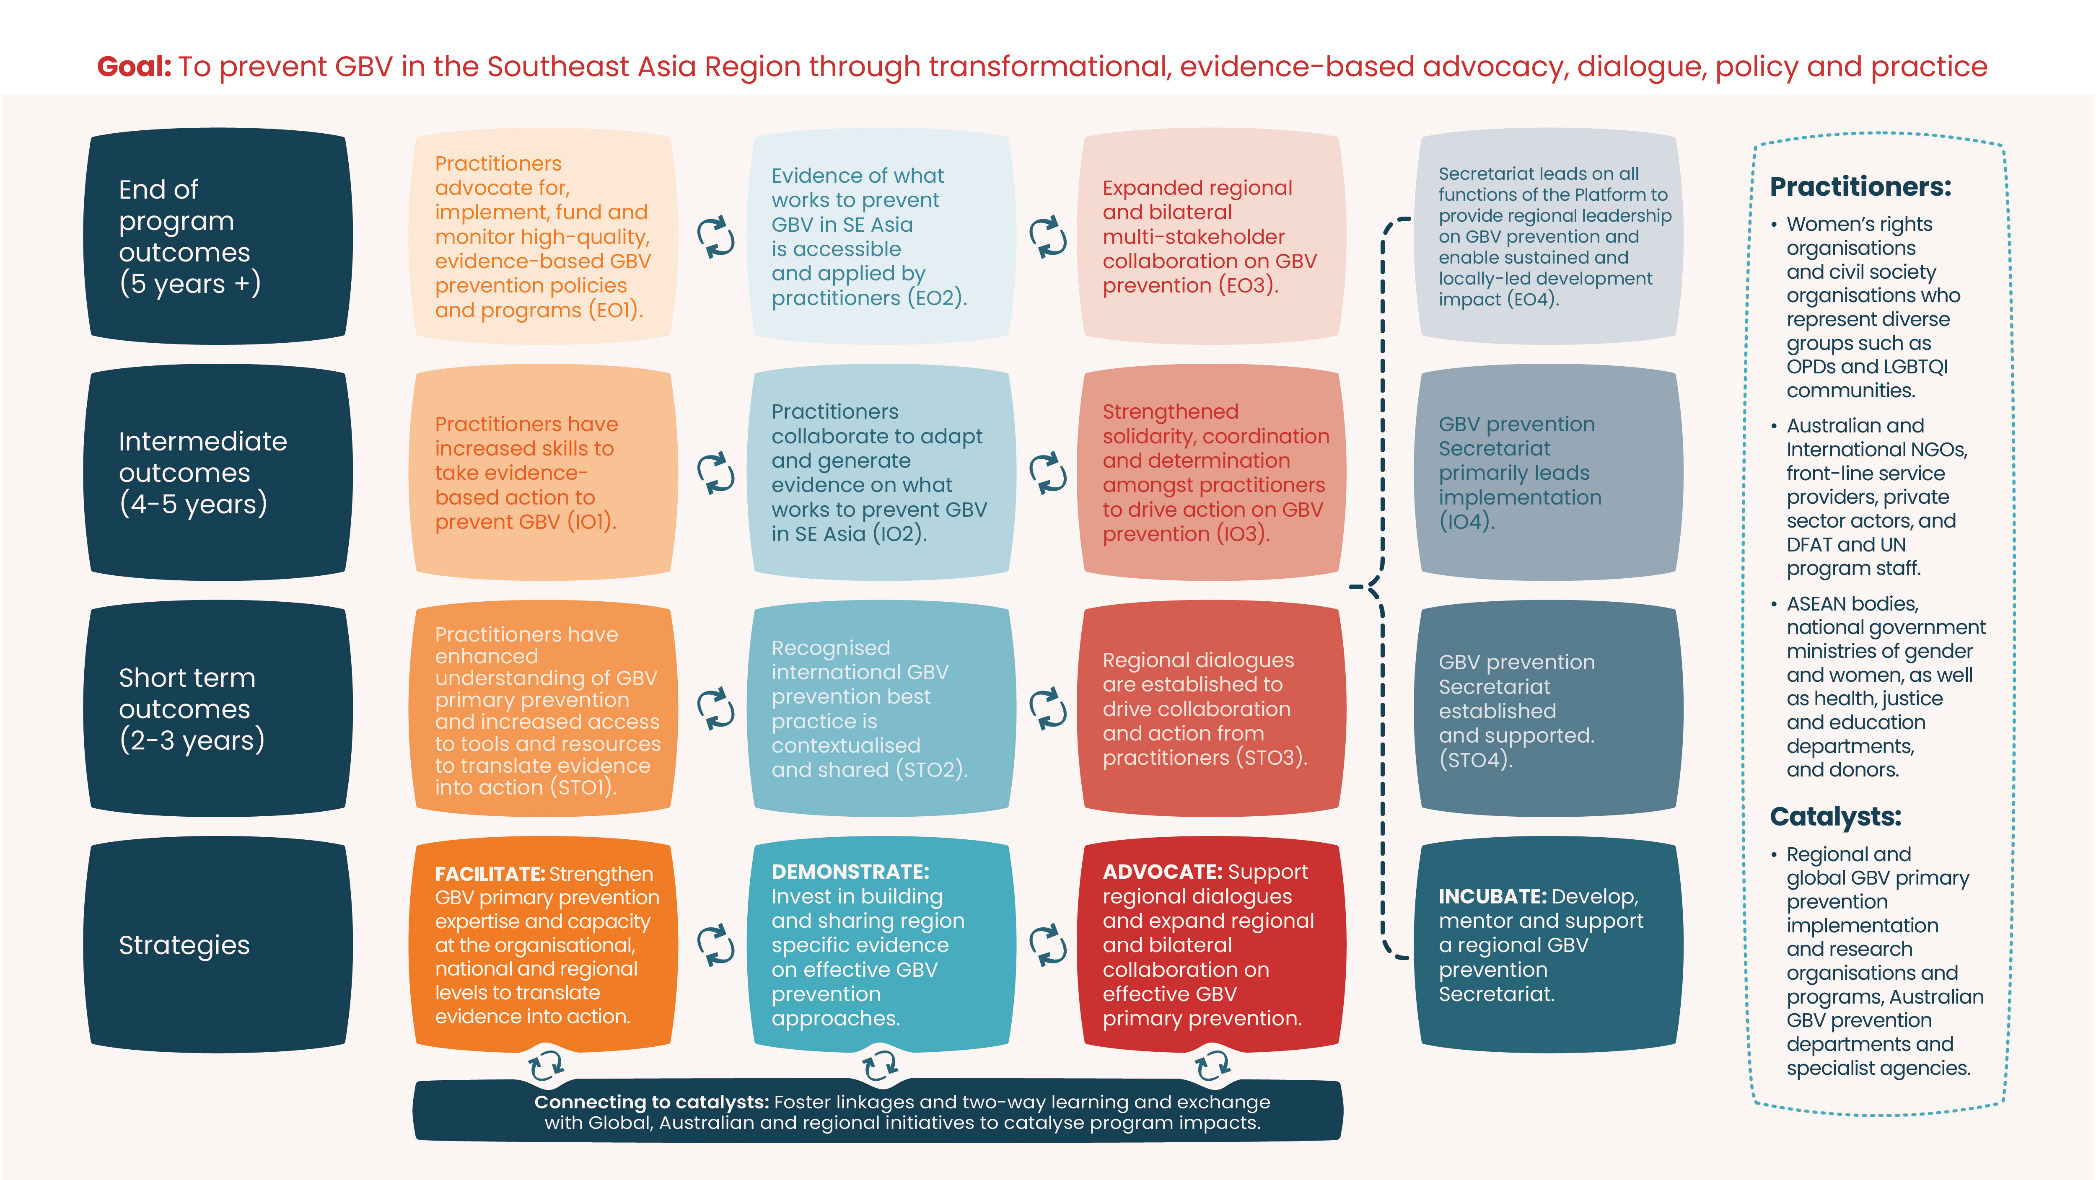 Goal: To prevent GBV in the Southeast Asia Region through transformational, evidence-based advocacy, dialogue, policy and practice
End of
program
outcomes
(5 years +)
Practitioners
advocate for,
implement, fund and
monitor high-quality,
evidence-based GBV
prevention policies
and programs (EO1).
Evidence of what
works to prevent
GBV in SE Asia
is accessible
and applied by
practitioners (EO2).
Expanded regional
and bilateral
multi-stakeholder
collaboration on GBV
prevention (EO3).
Secretariat leads on all
functions of the Platform to
provide regional leadership
on GBV prevention and
enable sustained and
locally-led development
impact (EO4).
Intermediate
outcomes
(4-5 years)
Practitioners have
increased skills to
take evidence-
based action to
prevent GBV (IO1).
Practitioners
collaborate to adapt
and generate
evidence on what
works to prevent GBV
in SE Asia (IO2).
Strengthened
solidarity, coordination
and determination
amongst practitioners
to drive action on GBV
prevention (IO3).
GBV prevention
Secretariat
primarily leads
implementation
(IO4).
Short term
outcomes
(2-3 years)
Practitioners have
enhanced
understanding of GBV
primary prevention
and increased access
to tools and resources
to translate evidence
into action (STO1).
Recognised
international GBV
prevention best
practice is
contextualised
and shared (STO2).
Regional dialogues
are established to
drive collaboration
and action from
practitioners (STO3).
GBV prevention
Secretariat
established
and supported.
(STO4).
Strategies
FACILITATE: Strengthen
GBV primary prevention
expertise and capacity
at the organisational,
national and regional
levels to translate
evidence into action.
DEMONSTRATE:
Invest in building
and sharing region
specific evidence
on effective GBV
prevention
approaches.
ADVOCATE: Support
regional dialogues
and expand regional
and bilateral
collaboration on
effective GBV
primary prevention.
INCUBATE: Develop,
mentor and support
a regional GBV
prevention
Secretariat.
Connecting to catalysts: Foster linkages and two-way learning and exchange
with Global, Australian and regional initiatives to catalyse program impacts.
Practitioners:
• Women's rights
organisations
and civil society
organisations who
represent diverse
groups such as
OPDs and LGBTQI
communities.
• Australian and
International NGOs,
front-line service
providers, private
sector actors, and
DFAT and UN
program staff.
• ASEAN bodies,
national government
ministries of gender
and women, as well
as health, justice
and education
departments,
and donors.
Catalysts:
• Regional and
global GBV primary
prevention
implementation
and research
organisations and
programs, Australian
GBV prevention
departments and
specialist agencies.